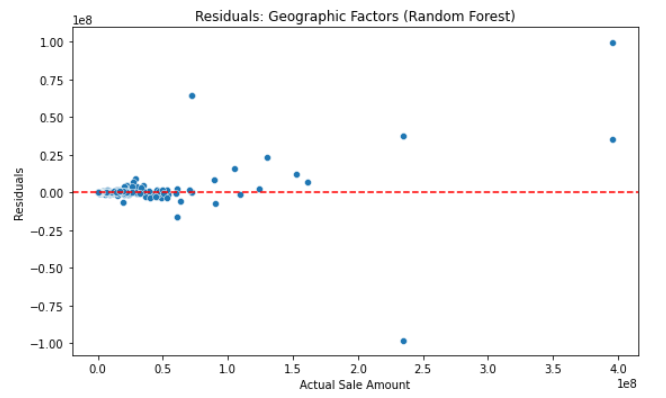 Residuals: Geographic Factors (Random Forest)
1e8
1.00
0.75
0.50
0.25
0.00
−0.25
−0.50
−0.75
−1.00
Residuals
0.0 0.5 1.0 1.5 2.0 2.5 3.0 3.5 4.0
1e8
Actual Sale Amount